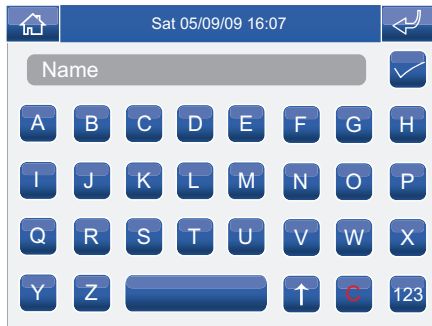 Sat 05/09/09 16:07
Name
A B C D E F G H
I J K L M N O P
Q R S T U V W X
Y Z ↑ C 123